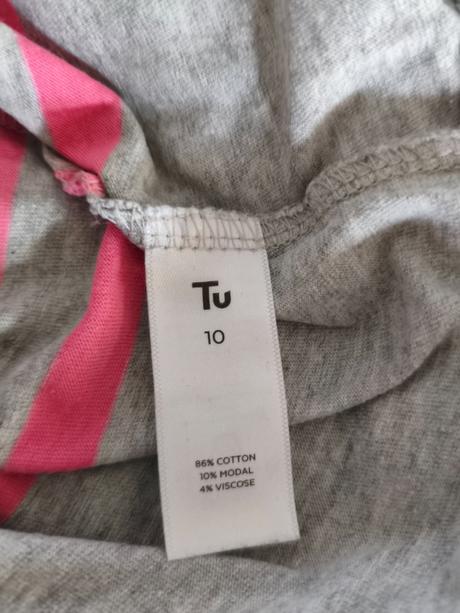 Tu
10
86% COTTON
10% MODAL
4% VISCOSE